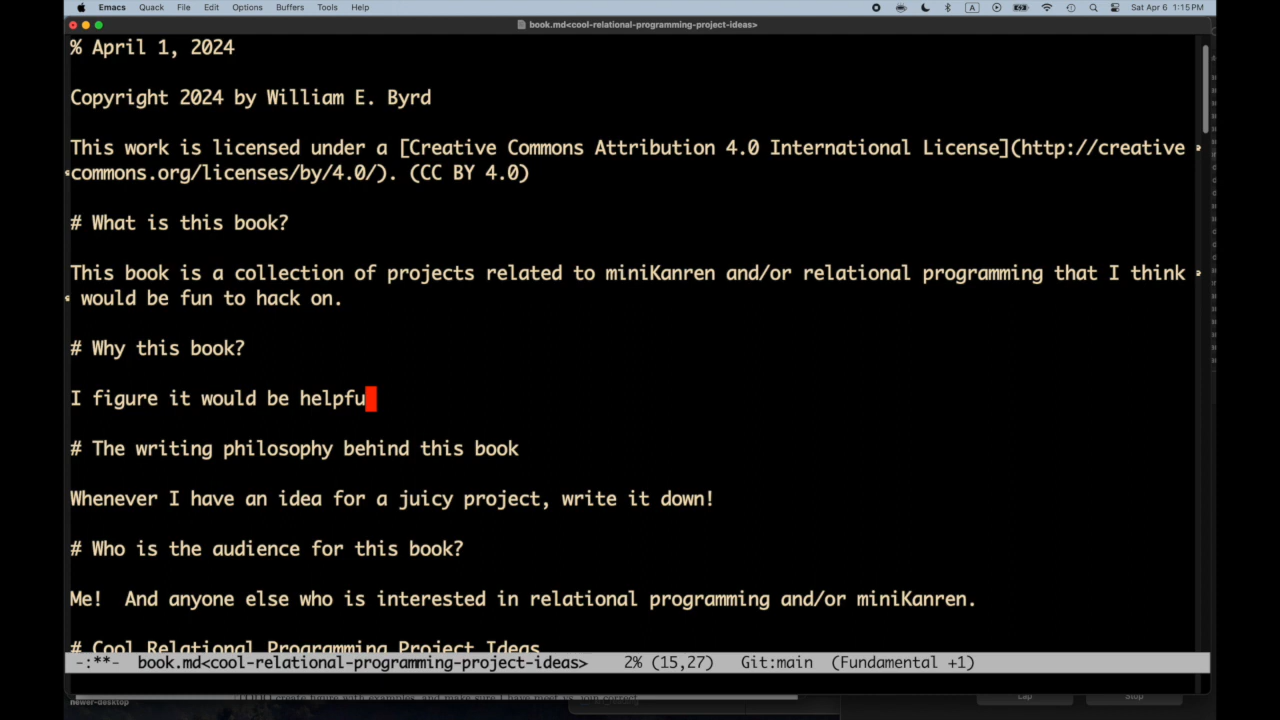 Emacs Quack File Edit Options Buffers Tools Help A Sat Apr 6 1:15 PM
book.md<cool-relational-programming-project-ideas>
% April 1, 2024
Copyright 2024 by William E. Byrd
This work is licensed under a [Creative Commons Attribution 4.0 International License](http://creative
commons.org/licenses/by/4.0/). (CC BY 4.0)
# What is this book?
This book is a collection of projects related to miniKanren and/or relational programming that I think
would be fun to hack on.
# Why this book?
I figure it would be helpfu
# The writing philosophy behind this book
Whenever I have an idea for a juicy project, write it down!
# Who is the audience for this book?
Me!  And anyone else who is interested in relational programming and/or miniKanren.
# Cool Relational Programming Project Ideas
-:**- book.md<cool-relational-programming-project-ideas> 2% (15,27) Git:main (Fundamental +1)
newer-desktop